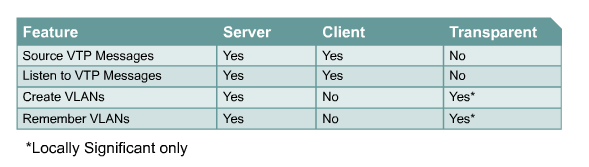 Feature Server Client Transparent
Source VTP Messages Yes Yes No
Listen to VTP Messages Yes Yes No
Create VLANs Yes No Yes*
Remember VLANs Yes No Yes*
*Locally Significant only